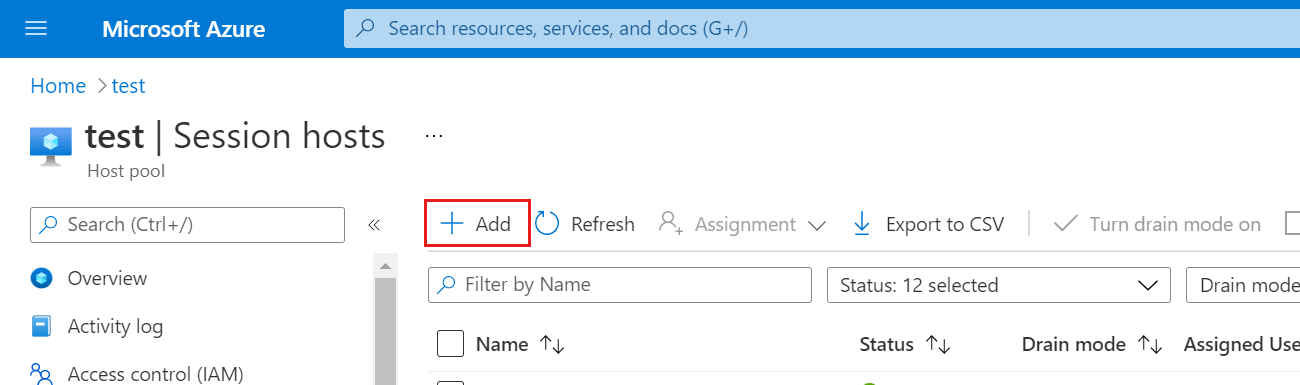 Microsoft Azure
Search resources, services, and docs (G+/)
Home > test
test | Session hosts ...
Host pool
Search (Ctrl+/) «
Add Refresh Assignment Export to CSV Turn drain mode on
Overview
Filter by Name Status: 12 selected Drain mode
Activity log
Name Status Drain mode Assigned Use
Access control (IAM)